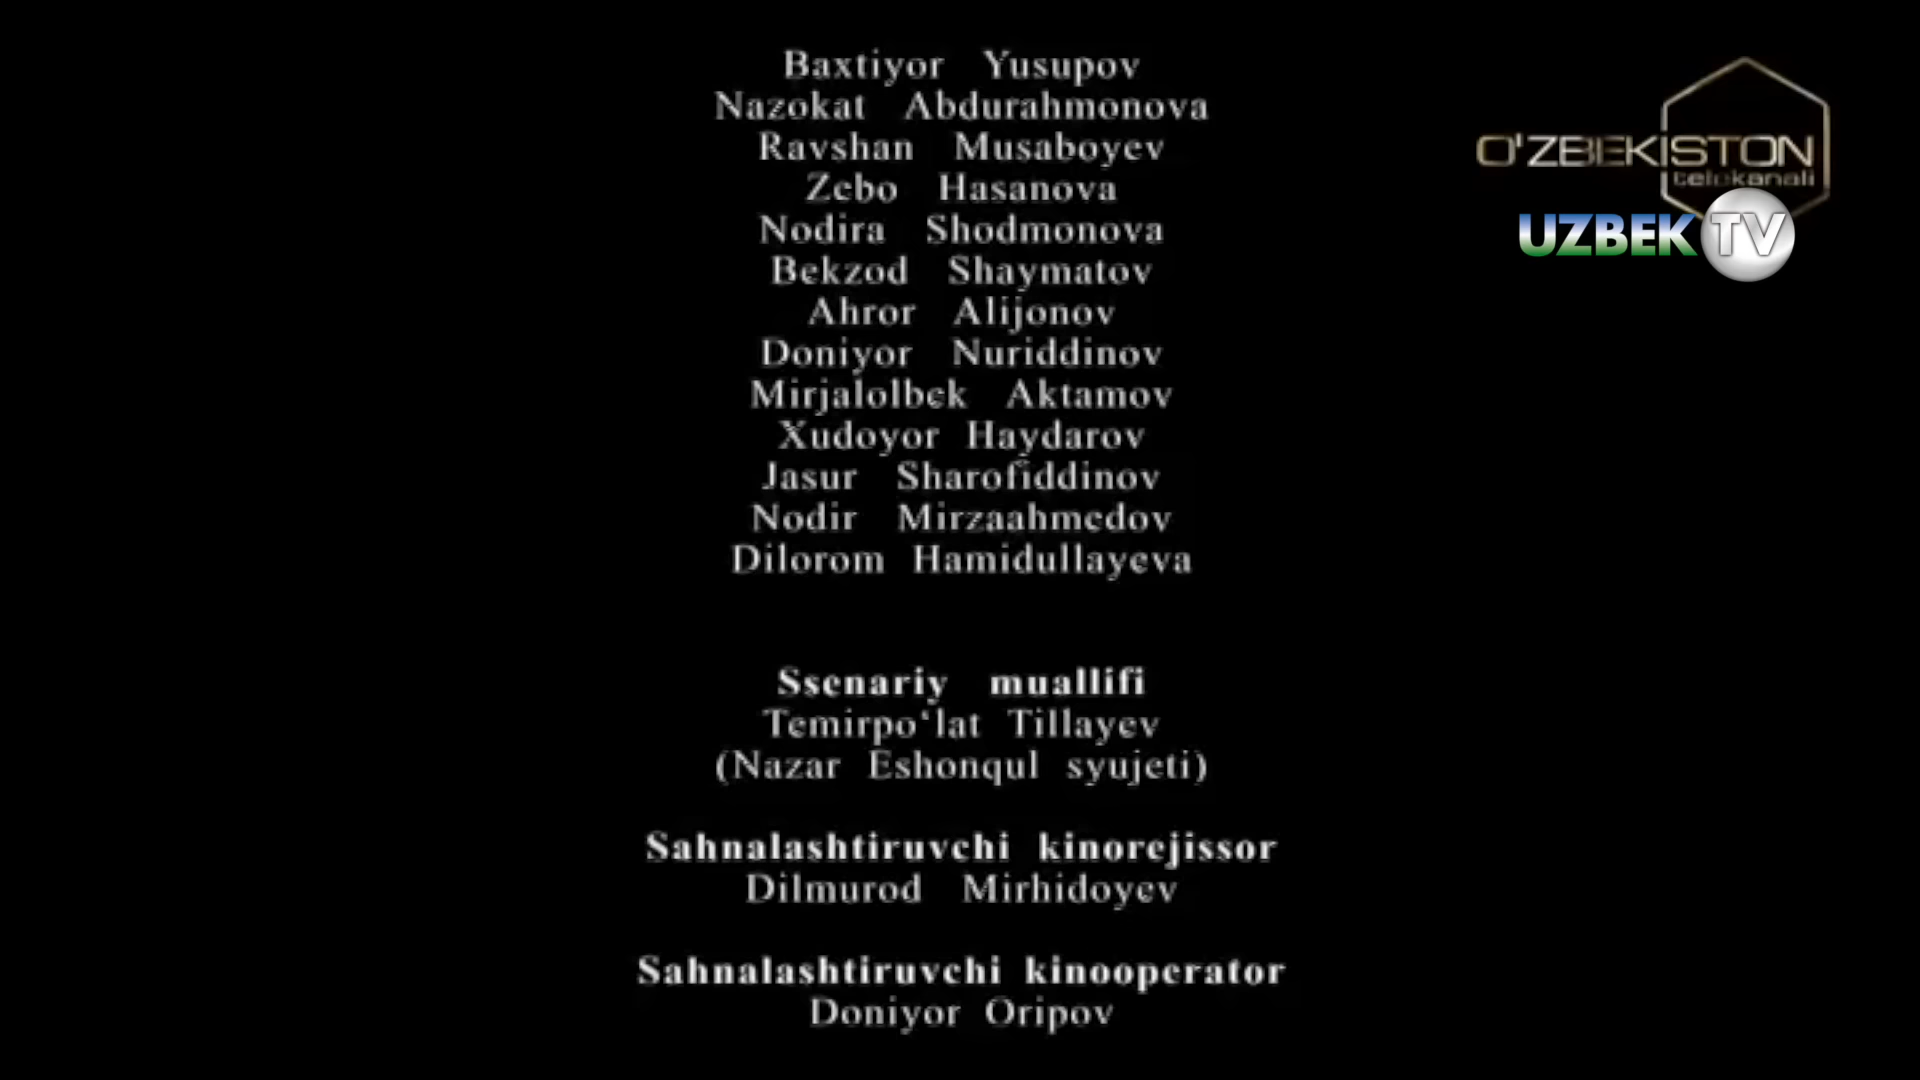 Baxtiyor Yusupov
Nazokat Abdurahmonova
Ravshan Musaboyev
Zebo Hasanova
Nodira Shodmonova
Bekzod Shaymatov
Ahror Alijonov
Doniyor Nuriddinov
Mirjalolbek Aktamov
Xudoyor Haydarov
Jasur Sharofiddinov
Nodir Mirzaahmedov
Dilorom Hamidullayeva
Ssenariy muallifi
Temirpo‘lat Tillayev
(Nazar Eshonqul syujeti)
Sahnalashtiruvchi kinorejissor
Dilmurod Mirhidoyev
Sahnalashtiruvchi kinooperator
Doniyor Oripov
O'ZBEKISTON
telekanali
UZBEK TV